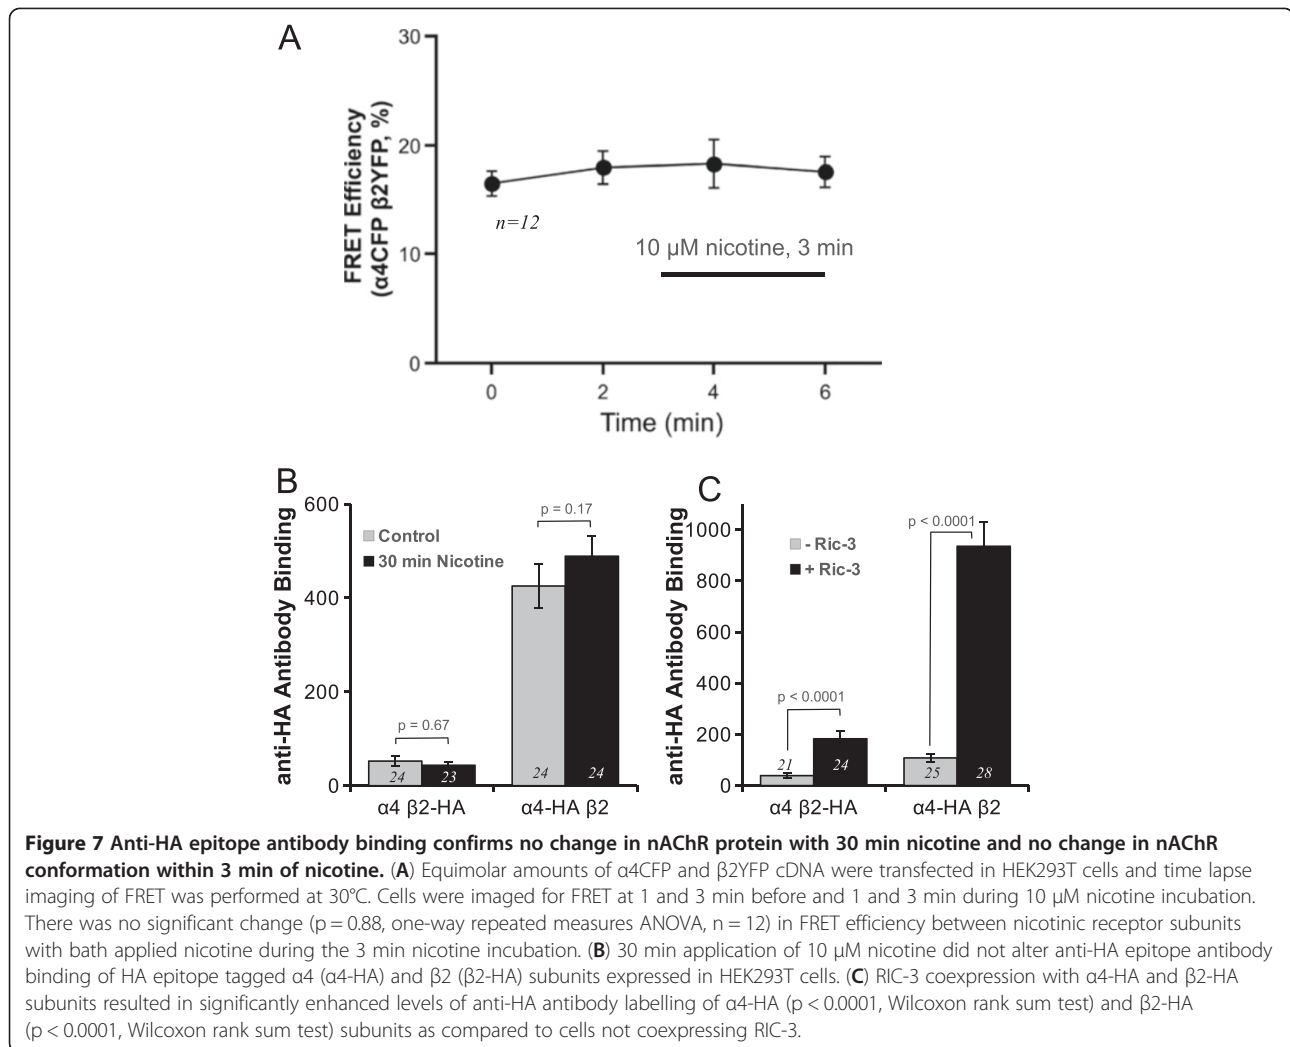 A
30
20
10
0
FRET Efficiency
(α4CFP β2YFP, %)
n=12
10 μM nicotine, 3 min
0 2 4 6
Time (min)
B
600
400
200
0
anti-HA Antibody Binding
Control
30 min Nicotine
p = 0.67
p = 0.17
24 23 24 24
α4 β2-HA α4-HA β2
C
1000
800
600
400
200
0
anti-HA Antibody Binding
- Ric-3
+ Ric-3
p < 0.0001
p < 0.0001
21 24 25 28
α4 β2-HA α4-HA β2
Figure 7 Anti-HA epitope antibody binding confirms no change in nAChR protein with 30 min nicotine and no change in nAChR
conformation within 3 min of nicotine. (A) Equimolar amounts of α4CFP and β2YFP cDNA were transfected in HEK293T cells and time lapse
imaging of FRET was performed at 30°C. Cells were imaged for FRET at 1 and 3 min before and 1 and 3 min during 10 μM nicotine incubation.
There was no significant change (p = 0.88, one-way repeated measures ANOVA, n = 12) in FRET efficiency between nicotinic receptor subunits
with bath applied nicotine during the 3 min nicotine incubation. (B) 30 min application of 10 μM nicotine did not alter anti-HA epitope antibody
binding of HA epitope tagged α4 (α4-HA) and β2 (β2-HA) subunits expressed in HEK293T cells. (C) RIC-3 coexpression with α4-HA and β2-HA
subunits resulted in significantly enhanced levels of anti-HA antibody labelling of α4-HA (p < 0.0001, Wilcoxon rank sum test) and β2-HA
(p < 0.0001, Wilcoxon rank sum test) subunits as compared to cells not coexpressing RIC-3.